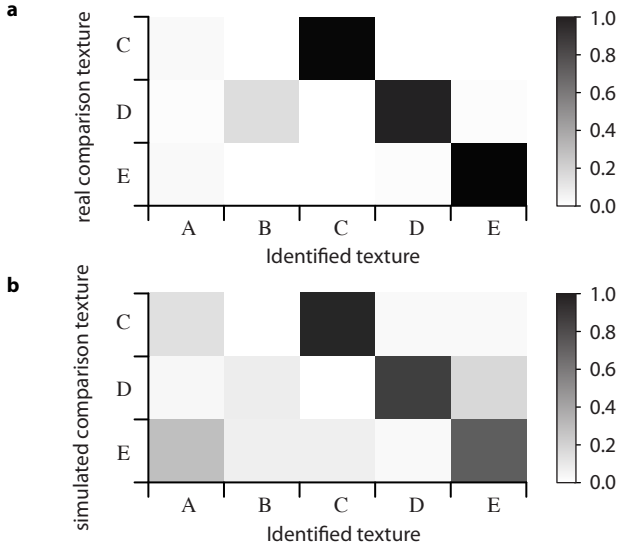 a
real comparison texture
C
D
E
A B C D E
Identified texture
1.0
0.8
0.6
0.4
0.2
0.0
b
simulated comparison texture
C
D
E
A B C D E
Identified texture
1.0
0.8
0.6
0.4
0.2
0.0